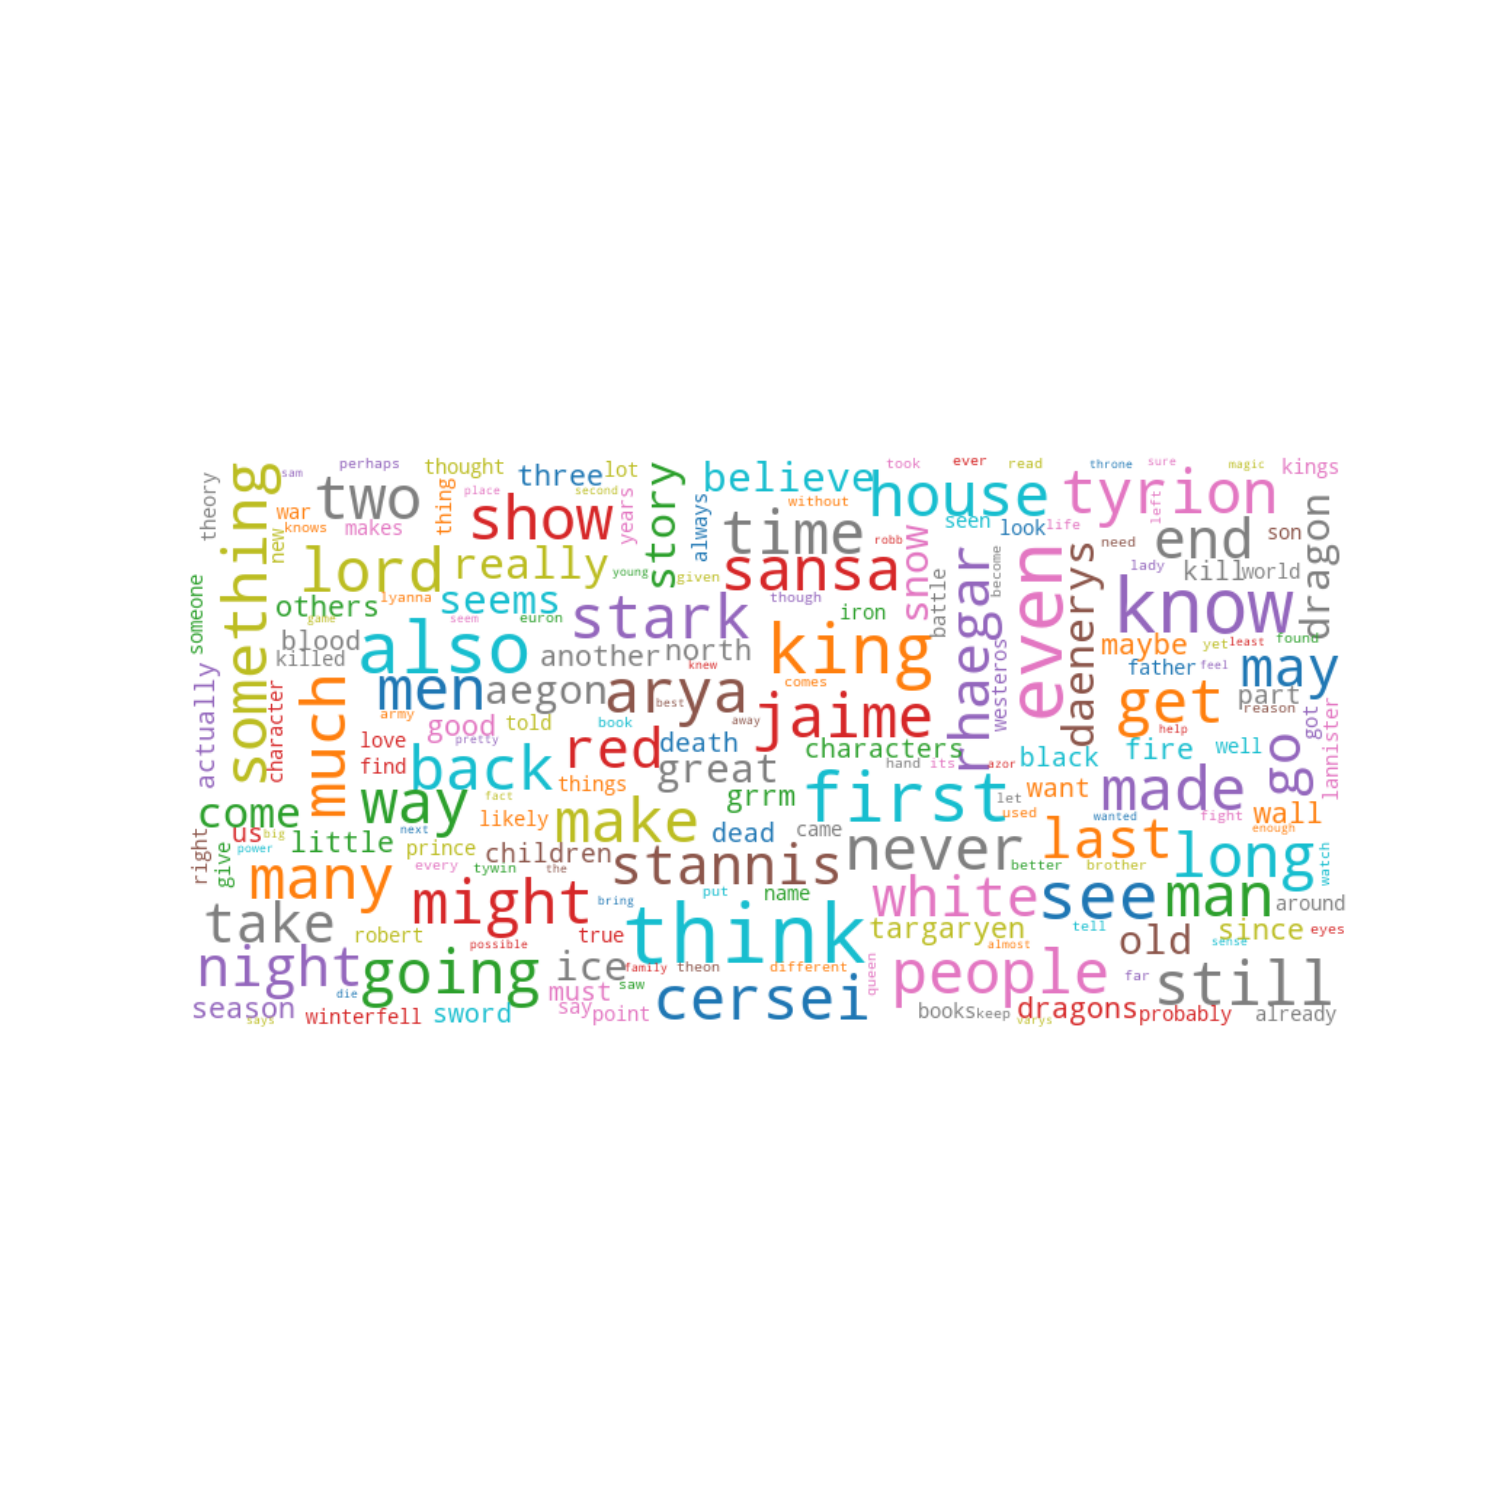 perhaps thought three lot believe took ever read throne sure magic kings
sam place second without house tyrion left
theory something two war knows makes thing show years story always time seen look life end son dragon
new lord really young given sansa robb snow need kill world
someone others lyanna seems stark though iron battle rhaegar become even daenerys lady know
game seem euron
blood killed also another north knew king westeros maybe yet least found
actually character much men aegon arya best comes father feel may
army good told book away jaime get part reason got lannister
love pretty red death characters help
find back things great hand its azor black fire well go
come way fact likely make grrm first let used want made fight wall
us big little next dead came wanted enough
right give power prince every children tywin the stannis never better last brother long watch
many might bring put name white see man around
take robert possible true think targaryen almost tell old since sense eyes
night going ice family theon different queen people far still
season die must saw cersei
says winterfell sword say point books keep dragons varys probably already